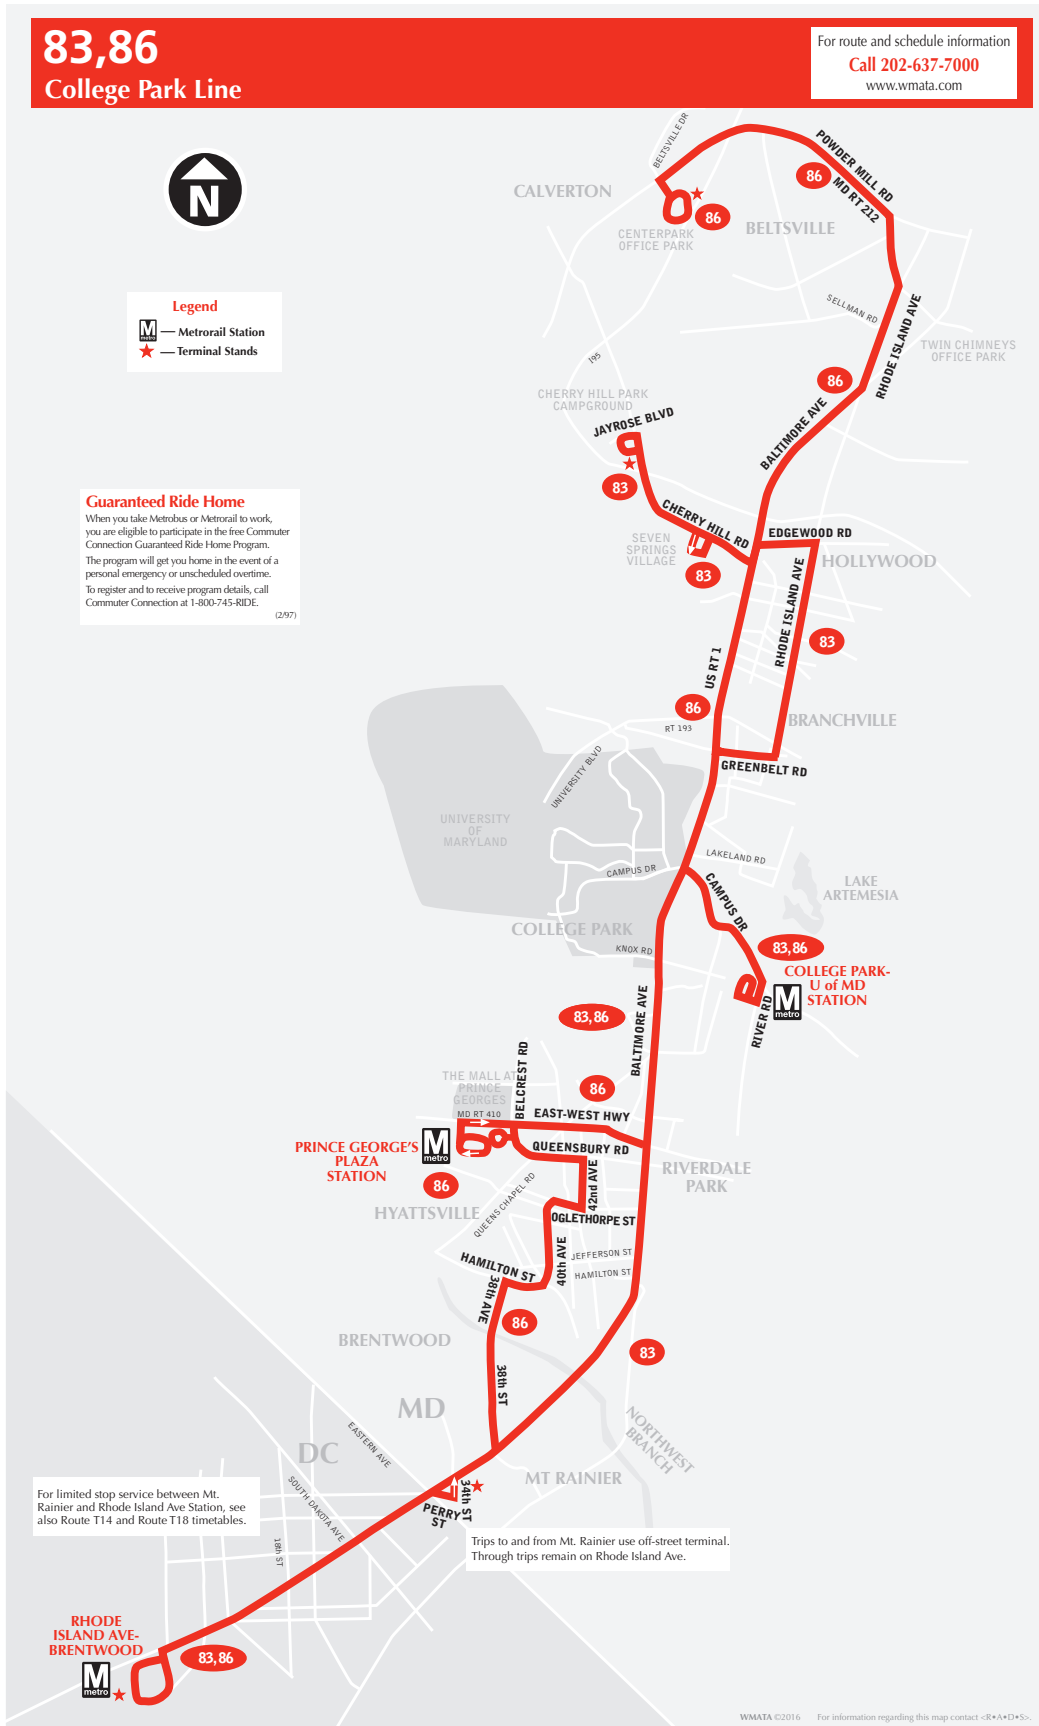 83,86
College Park Line
For route and schedule information
Call 202-637-7000
www.wmata.com
N
Legend
M metro — Metrorail Station
— Terminal Stands
Guaranteed Ride Home
When you take Metrobus or Metrorail to work,
you are eligible to participate in the free Commuter
Connection Guaranteed Ride Home Program.
The program will get you home in the event of a
personal emergency or unscheduled overtime.
To register and to receive program details, call
Commuter Connection at 1-800-745-RIDE.
(2/97)
BELTSVILLE DR
POWDER MILL RD
MD RT 212
86
CALVERTON
86
CENTERPARK
OFFICE PARK
BELTSVILLE
SELLMAN RD
RHODE ISLAND AVE
TWIN CHIMNEYS
OFFICE PARK
I95
86
CHERRY HILL PARK
CAMPGROUND
BALTIMORE AVE
JAYROSE BLVD
83
CHERRY HILL RD
SEVEN
SPRINGS
VILLAGE
83
EDGEWOOD RD
HOLLYWOOD
RHODE ISLAND AVE
83
US RT 1
86
RT 193
BRANCHVILLE
GREENBELT RD
UNIVERSITY BLVD
UNIVERSITY
OF
MARYLAND
CAMPUS DR
LAKELAND RD
CAMPUS DR
LAKE
ARTEMESIA
COLLEGE PARK
KNOX RD
83,86
COLLEGE PARK-
U of MD
STATION
M
metro
RIVER RD
83,86
BALTIMORE AVE
86
THE MALL AT
PRINCE
GEORGES
BELCREST RD
MD RT 410
EAST-WEST HWY
PRINCE GEORGE'S
PLAZA
STATION
M
metro
86
QUEENSBURY RD
RIVERDALE
PARK
42nd AVE
QUEENS CHAPEL RD
HYATTSVILLE
OGLETHORPE ST
40th AVE
JEFFERSON ST
HAMILTON ST
HAMILTON ST
38th AVE
86
BRENTWOOD
83
38th ST
MD
NORTHWEST
BRANCH
DC
EASTERN AVE
MT RAINIER
SOUTH DAKOTA AVE
34th ST
PERRY
ST
For limited stop service between Mt.
Rainier and Rhode Island Ave Station, see
also Route T14 and Route T18 timetables.
Trips to and from Mt. Rainier use off-street terminal.
Through trips remain on Rhode Island Ave.
18th ST
RHODE
ISLAND AVE-
BRENTWOOD
M
metro
83,86
WMATA ©2016 For information regarding this map contact <R•A•D•S>.